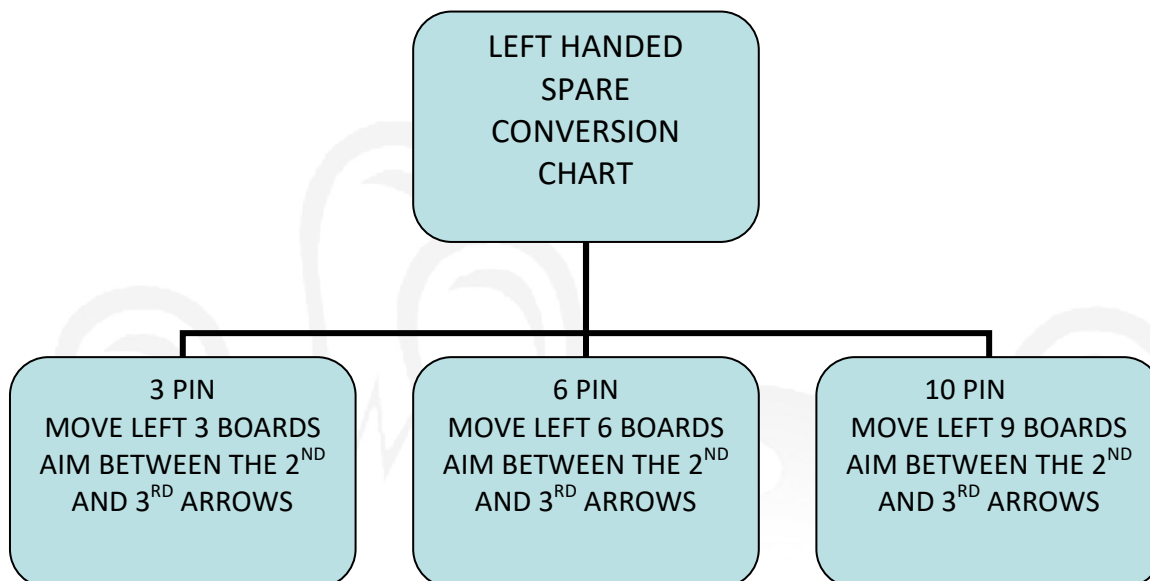 LEFT HANDED
SPARE
CONVERSION
CHART
3 PIN
MOVE LEFT 3 BOARDS
AIM BETWEEN THE 2ND
AND 3RD ARROWS
6 PIN
MOVE LEFT 6 BOARDS
AIM BETWEEN THE 2ND
AND 3RD ARROWS
10 PIN
MOVE LEFT 9 BOARDS
AIM BETWEEN THE 2ND
AND 3RD ARROWS